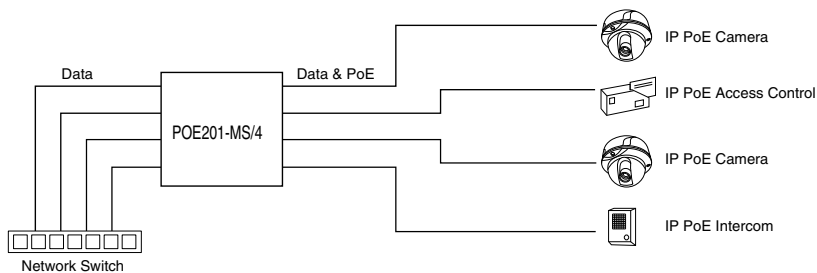 IP PoE Camera
Data
Data & PoE
POE201-MS/4
IP PoE Access Control
IP PoE Camera
IP PoE Intercom
Network Switch